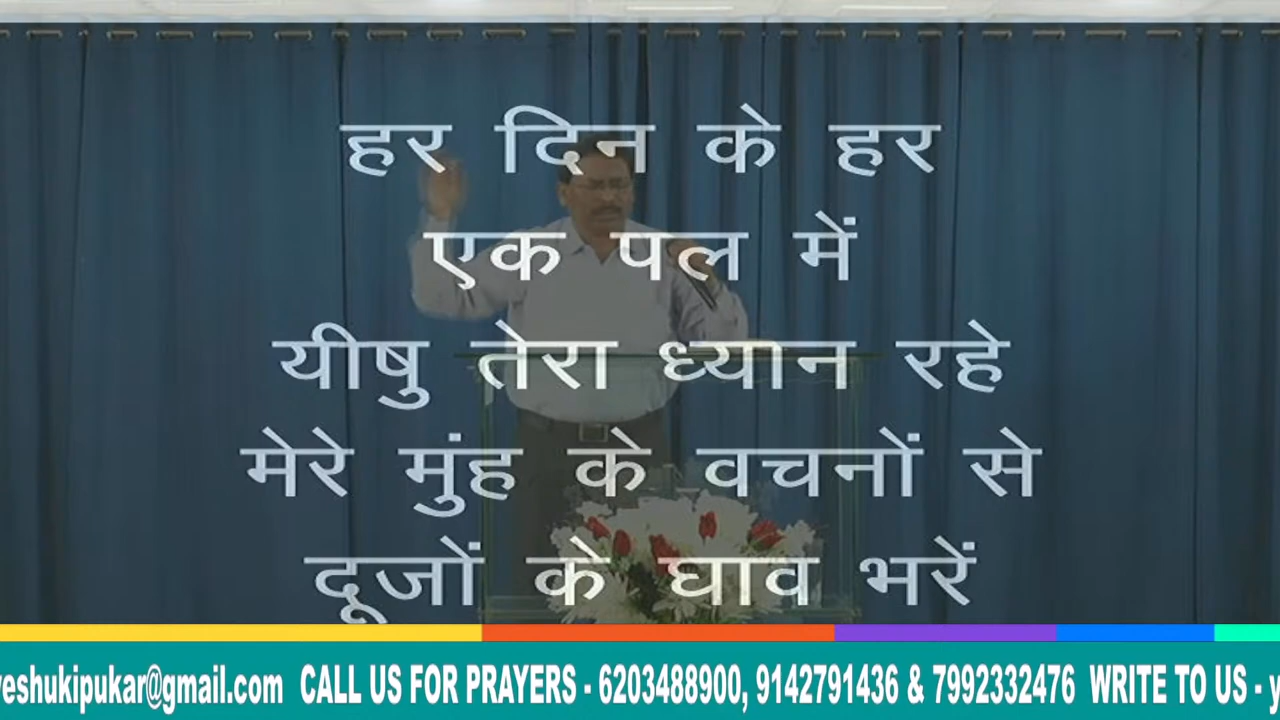 हर दिन के हर
एक पल में
यीषु तेरा ध्यान रहे
मेरे मुंह के वचनों से
दूजों के घाव भरें
yeshukipukar@gmail.com CALL US FOR PRAYERS - 6203488900, 9142791436 & 7992332476 WRITE TO US - y